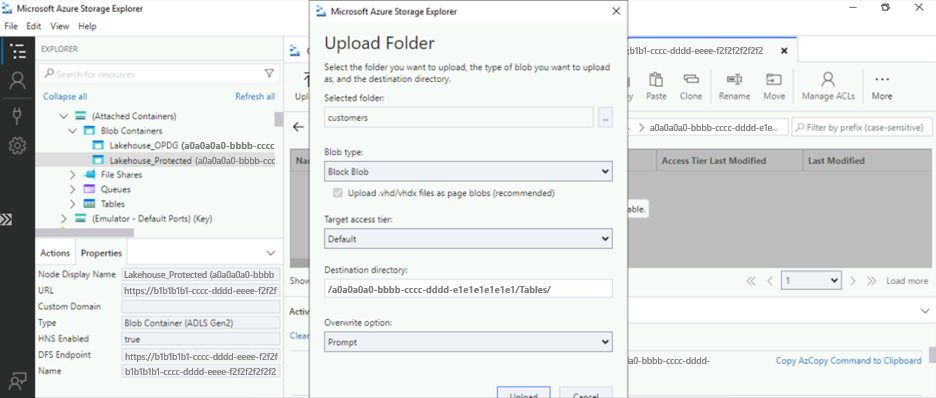 Microsoft Azure Storage Explorer
File Edit View Help
EXPLORER
Search for resources
Collapse all Refresh all
(Attached Containers)
Blob Containers
Lakehouse_OPDG (a0a0a0a0-bbbb-cccc
Lakehouse_Protected (a0a0a0a0-bbbb-ccc
File Shares
Queues
Tables
(Emulator - Default Ports) (Key)
Actions Properties
Node Display Name Lakehouse_Protected (a0a0a0a0-bbbb
URL https://b1b1b1b1-cccc-dddd-eeee-f2f2f
Custom Domain
Type Blob Container (ADLS Gen2)
HNS Enabled true
DFS Endpoint https://b1b1b1b1-cccc-dddd-eeee-f2f2f
Name b1b1b1b1-cccc-dddd-eeee-f2f2f2f2f2f2
Microsoft Azure Storage Explorer
Upload Folder
Select the folder you want to upload, the type of blob you want to upload
as, and the destination directory.
Selected folder:
customers
...
Blob type:
Block Blob
Upload .vhd/vhdx files as page blobs (recommended)
Target access tier:
Default
Destination directory:
/a0a0a0a0-bbbb-cccc-dddd-e1e1e1e1e1e1/Tables/
Overwrite option:
Prompt
Upload Cancel
b1b1-cccc-dddd-eeee-f2f2f2f2f2f2
Paste Clone Rename Move Manage ACLs More
a0a0a0a0-bbbb-cccc-dddd-e1e... Filter by prefix (case-sensitive)
Access Tier Last Modified Last Modified
able.
1 Load more
Clear
a0-bbbb-cccc-dddd- Copy AzCopy Command to Clipboard